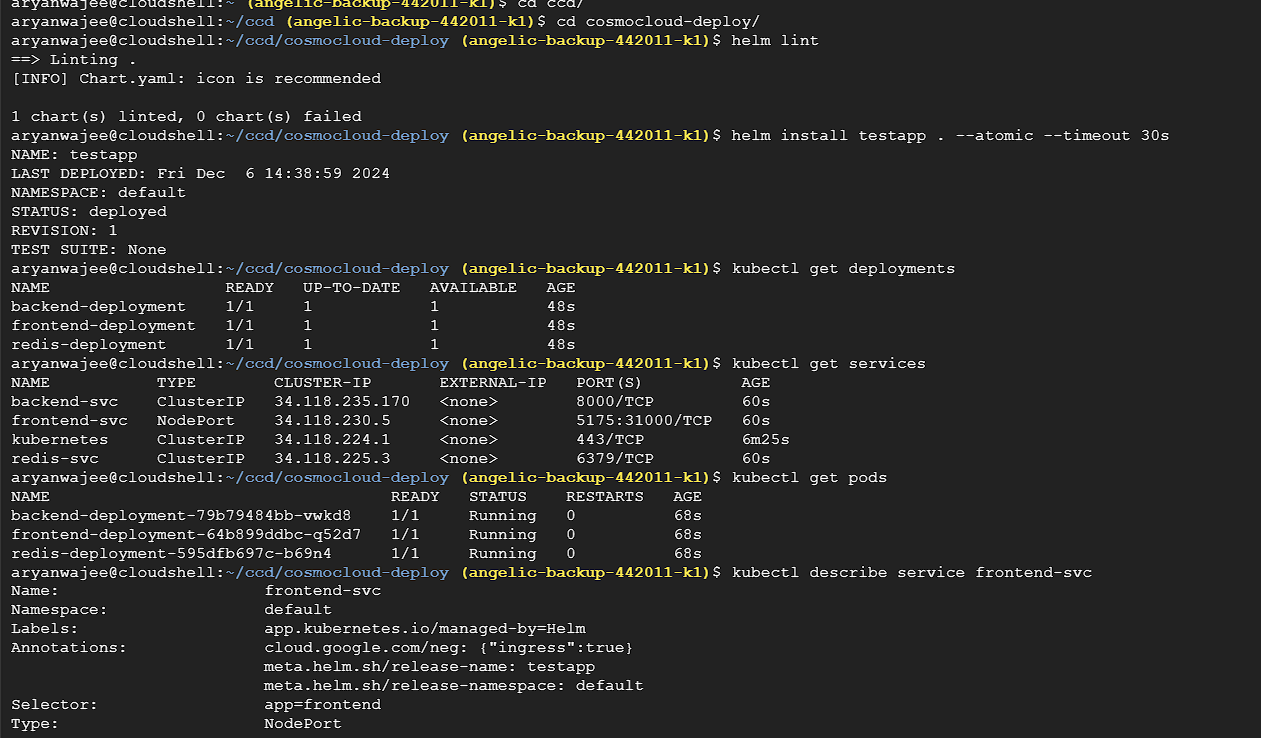 aryanwajee@cloudshell:~ (angelic-backup-442011-k1)$ cd ccd/
aryanwajee@cloudshell:~/ccd (angelic-backup-442011-k1)$ cd cosmocloud-deploy/
aryanwajee@cloudshell:~/ccd/cosmocloud-deploy (angelic-backup-442011-k1)$ helm lint
==> Linting .
[INFO] Chart.yaml: icon is recommended

1 chart(s) linted, 0 chart(s) failed
aryanwajee@cloudshell:~/ccd/cosmocloud-deploy (angelic-backup-442011-k1)$ helm install testapp . --atomic --timeout 30s
NAME: testapp
LAST DEPLOYED: Fri Dec  6 14:38:59 2024
NAMESPACE: default
STATUS: deployed
REVISION: 1
TEST SUITE: None
aryanwajee@cloudshell:~/ccd/cosmocloud-deploy (angelic-backup-442011-k1)$ kubectl get deployments
NAME                  READY   UP-TO-DATE   AVAILABLE   AGE
backend-deployment    1/1     1            1           48s
frontend-deployment   1/1     1            1           48s
redis-deployment      1/1     1            1           48s
aryanwajee@cloudshell:~/ccd/cosmocloud-deploy (angelic-backup-442011-k1)$ kubectl get services
NAME           TYPE        CLUSTER-IP       EXTERNAL-IP   PORT(S)          AGE
backend-svc    ClusterIP   34.118.235.170   <none>        8000/TCP         60s
frontend-svc   NodePort    34.118.230.5     <none>        5175:31000/TCP   60s
kubernetes     ClusterIP   34.118.224.1     <none>        443/TCP          6m25s
redis-svc      ClusterIP   34.118.225.3     <none>        6379/TCP         60s
aryanwajee@cloudshell:~/ccd/cosmocloud-deploy (angelic-backup-442011-k1)$ kubectl get pods
NAME                                   READY   STATUS    RESTARTS   AGE
backend-deployment-79b79484bb-vwkd8    1/1     Running   0          68s
frontend-deployment-64b899ddbc-q52d7   1/1     Running   0          68s
redis-deployment-595dfb697c-b69n4      1/1     Running   0          68s
aryanwajee@cloudshell:~/ccd/cosmocloud-deploy (angelic-backup-442011-k1)$ kubectl describe service frontend-svc
Name:                     frontend-svc
Namespace:                default
Labels:                   app.kubernetes.io/managed-by=Helm
Annotations:              cloud.google.com/neg: {"ingress":true}
                          meta.helm.sh/release-name: testapp
                          meta.helm.sh/release-namespace: default
Selector:                 app=frontend
Type:                     NodePort